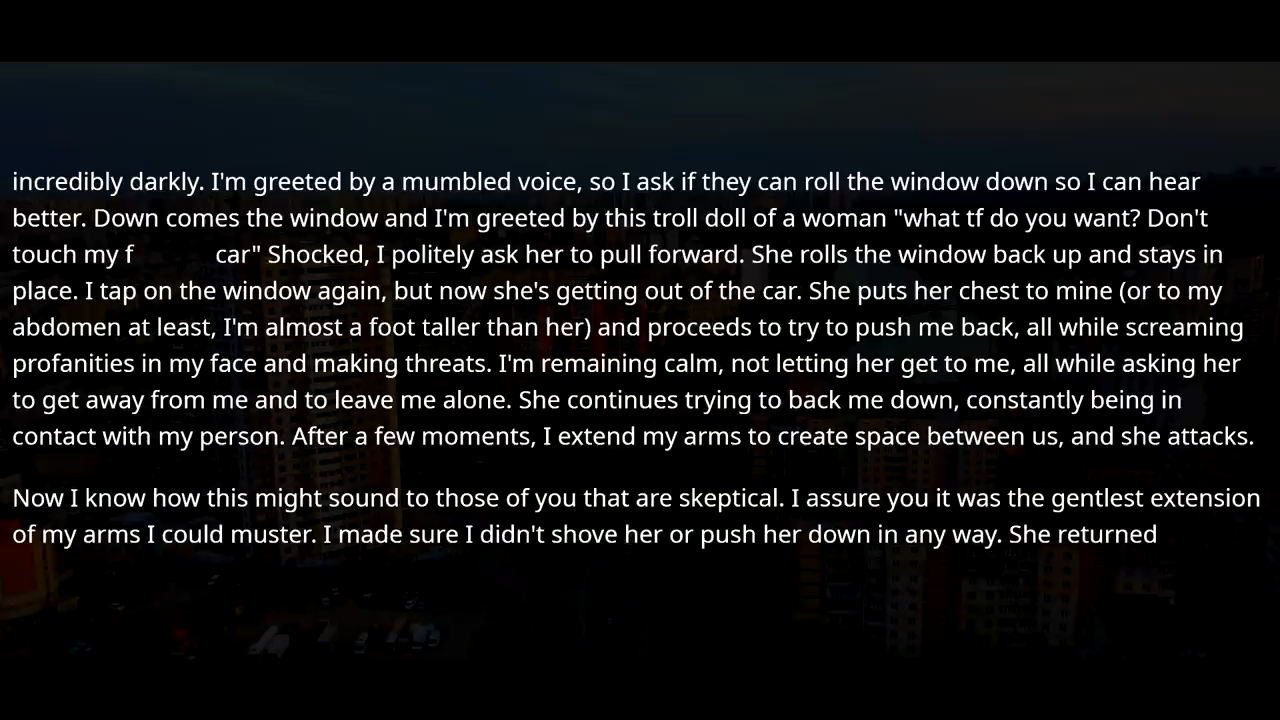 incredibly darkly. I'm greeted by a mumbled voice, so I ask if they can roll the window down so I can hear
better. Down comes the window and I'm greeted by this troll doll of a woman "what tf do you want? Don't
touch my f car" Shocked, I politely ask her to pull forward. She rolls the window back up and stays in
place. I tap on the window again, but now she's getting out of the car. She puts her chest to mine (or to my
abdomen at least, I'm almost a foot taller than her) and proceeds to try to push me back, all while screaming
profanities in my face and making threats. I'm remaining calm, not letting her get to me, all while asking her
to get away from me and to leave me alone. She continues trying to back me down, constantly being in
contact with my person. After a few moments, I extend my arms to create space between us, and she attacks.
Now I know how this might sound to those of you that are skeptical. I assure you it was the gentlest extension
of my arms I could muster. I made sure I didn't shove her or push her down in any way. She returned